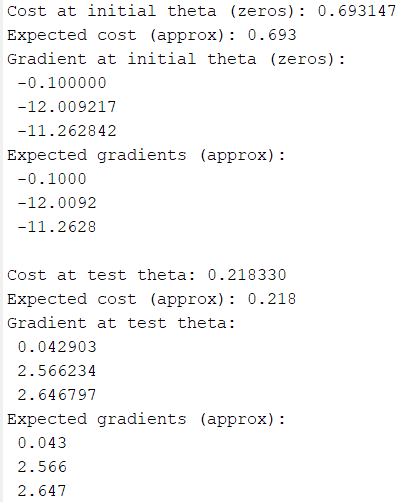 Cost at initial theta (zeros): 0.693147
Expected cost (approx): 0.693
Gradient at initial theta (zeros):
-0.100000
-12.009217
-11.262842
Expected gradients (approx):
-0.1000
-12.0092
-11.2628
Cost at test theta: 0.218330
Expected cost (approx): 0.218
Gradient at test theta:
0.042903
2.566234
2.646797
Expected gradients (approx):
0.043
2.566
2.647